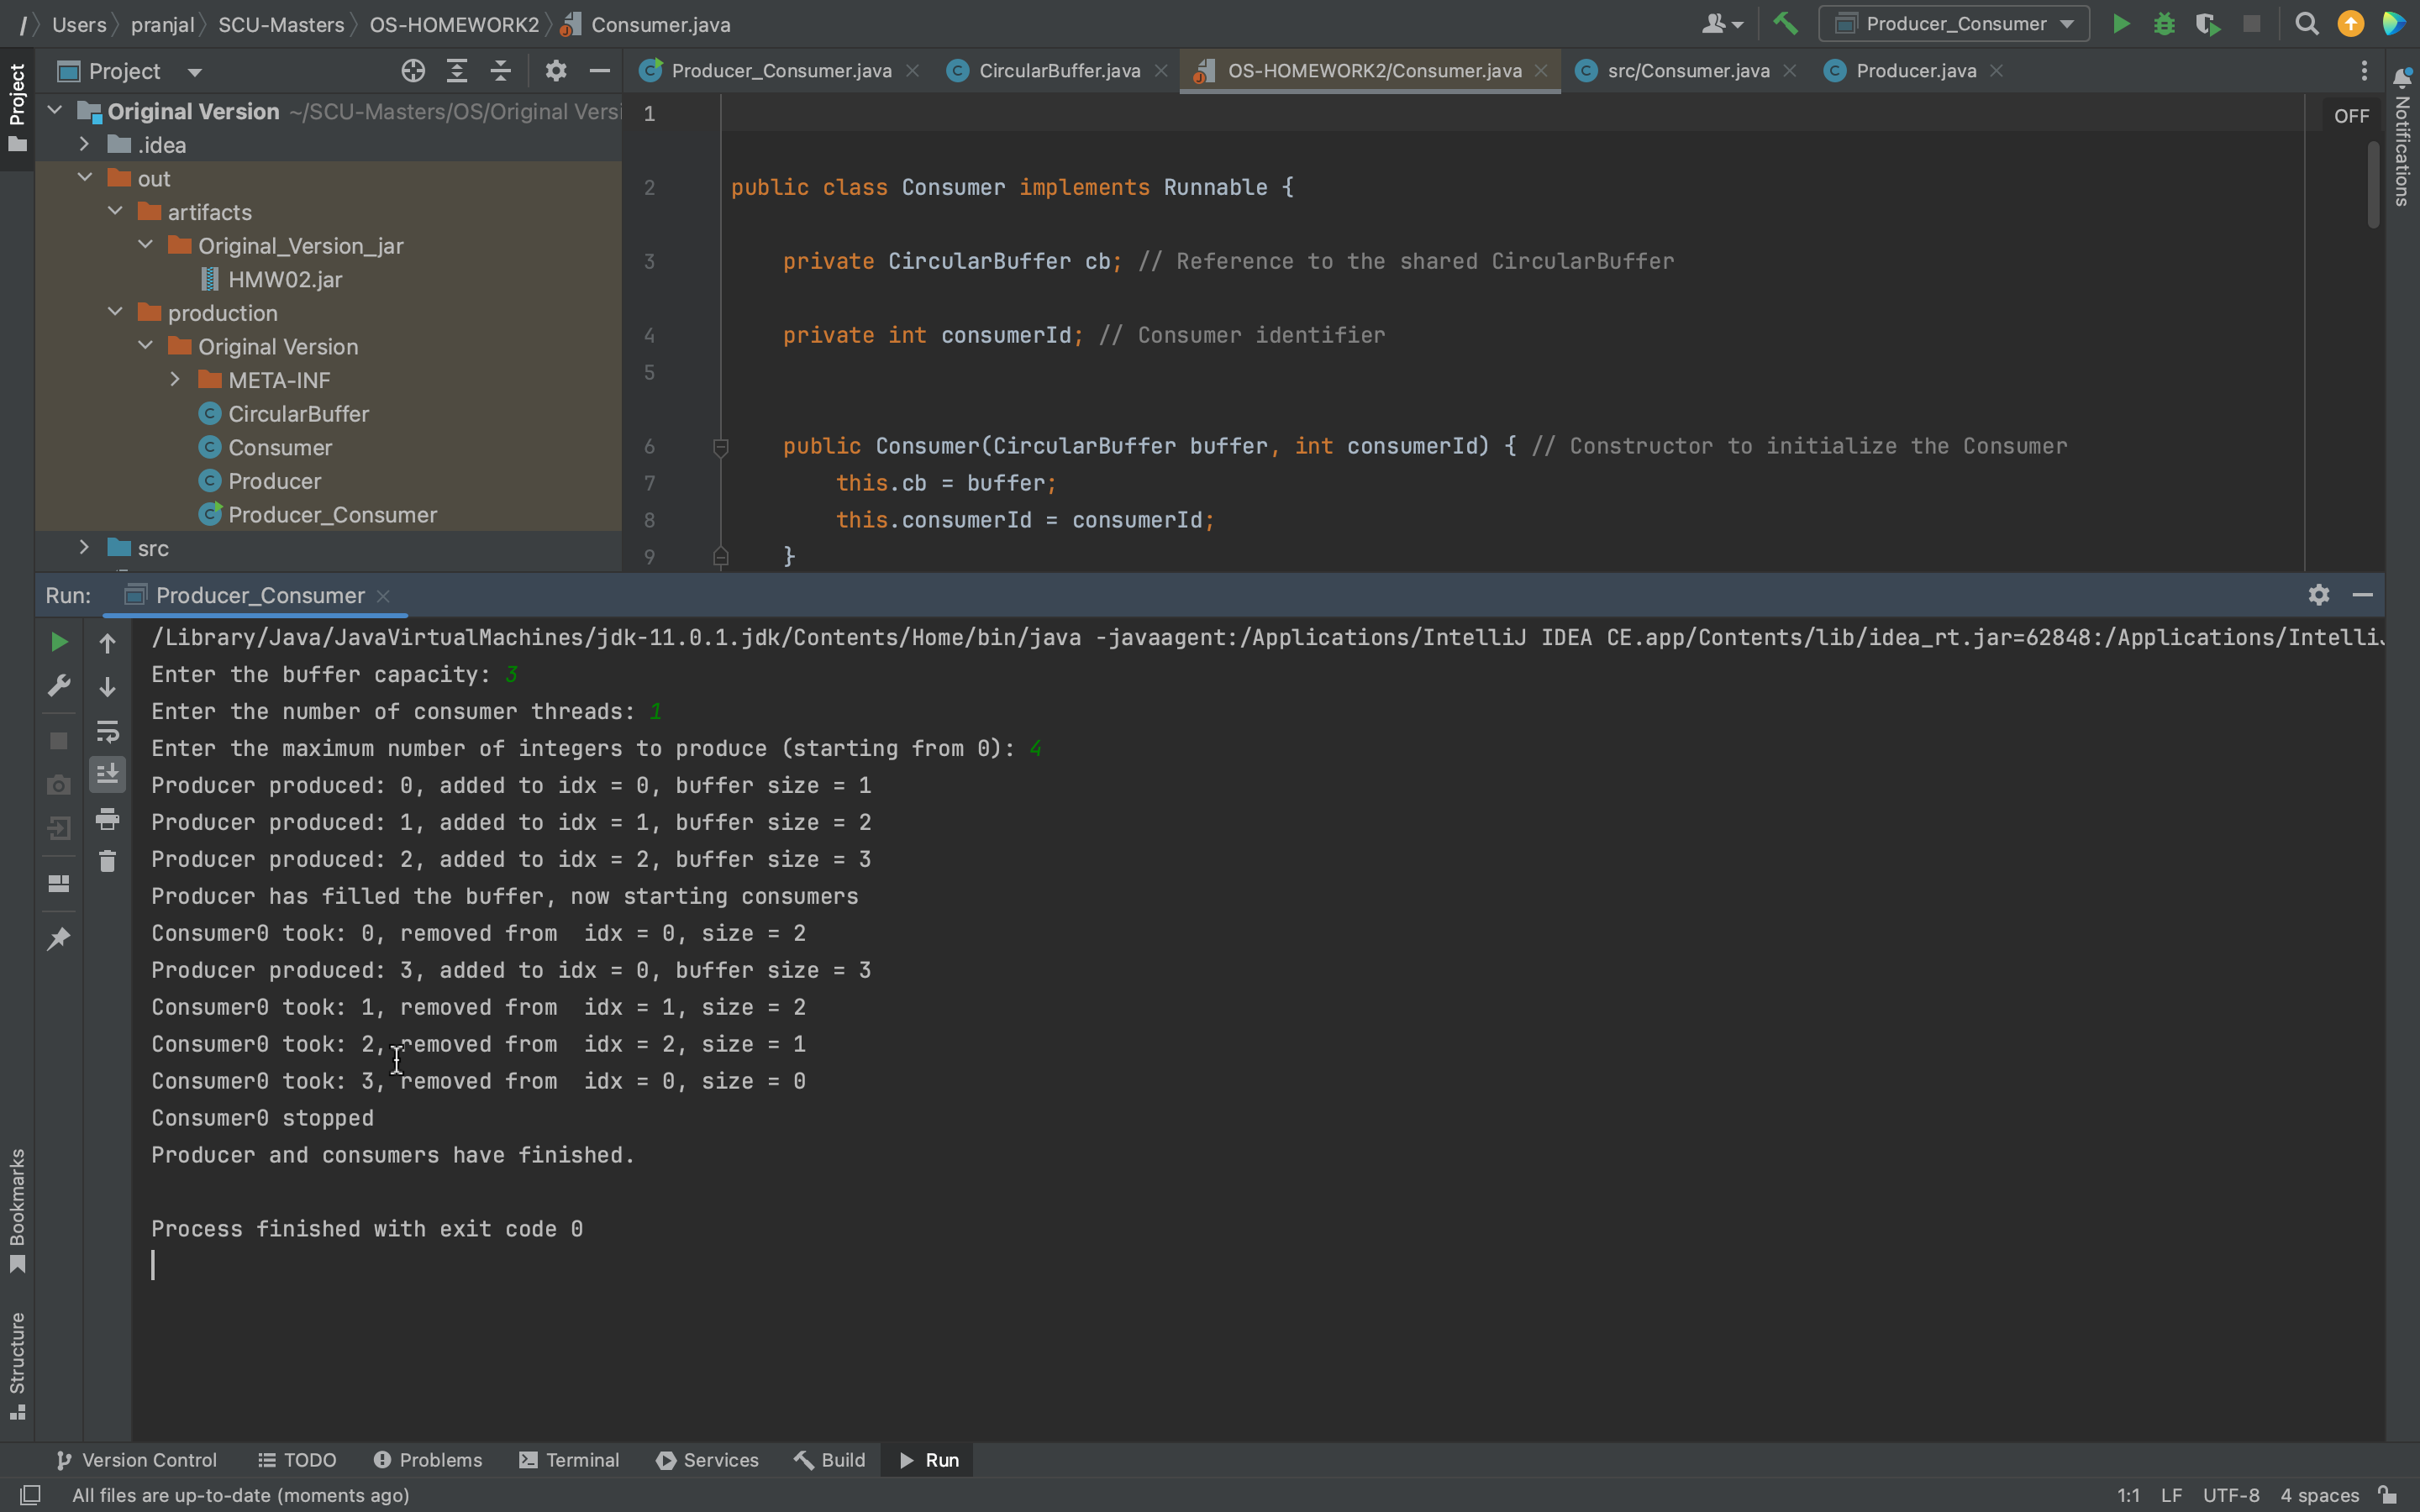 / Users pranjal SCU-Masters OS-HOMEWORK2 Consumer.java Producer_Consumer
Project
Project Producer_Consumer.java CircularBuffer.java OS-HOMEWORK2/Consumer.java src/Consumer.java Producer.java
Notifications
Original Version ~/SCU-Masters/OS/Original Versi
.idea
out
artifacts
Original_Version_jar
HMW02.jar
production
Original Version
META-INF
CircularBuffer
Consumer
Producer
Producer_Consumer
src
OFF
1
2 public class Consumer implements Runnable {
3 private CircularBuffer cb; // Reference to the shared CircularBuffer
4 private int consumerId; // Consumer identifier
5
6 public Consumer(CircularBuffer buffer, int consumerId) { // Constructor to initialize the Consumer
7 this.cb = buffer;
8 this.consumerId = consumerId;
9 }
Run: Producer_Consumer
/Library/Java/JavaVirtualMachines/jdk-11.0.1.jdk/Contents/Home/bin/java -javaagent:/Applications/IntelliJ IDEA CE.app/Contents/lib/idea_rt.jar=62848:/Applications/IntelliJ
Enter the buffer capacity: 3
Enter the number of consumer threads: 1
Enter the maximum number of integers to produce (starting from 0): 4
Producer produced: 0, added to idx = 0, buffer size = 1
Producer produced: 1, added to idx = 1, buffer size = 2
Producer produced: 2, added to idx = 2, buffer size = 3
Producer has filled the buffer, now starting consumers
Consumer0 took: 0, removed from  idx = 0, size = 2
Producer produced: 3, added to idx = 0, buffer size = 3
Consumer0 took: 1, removed from  idx = 1, size = 2
Consumer0 took: 2, removed from  idx = 2, size = 1
Consumer0 took: 3, removed from  idx = 0, size = 0
Consumer0 stopped
Producer and consumers have finished.
Process finished with exit code 0
Bookmarks
Structure
Version Control TODO Problems Terminal Services Build Run
All files are up-to-date (moments ago) 1:1 LF UTF-8 4 spaces